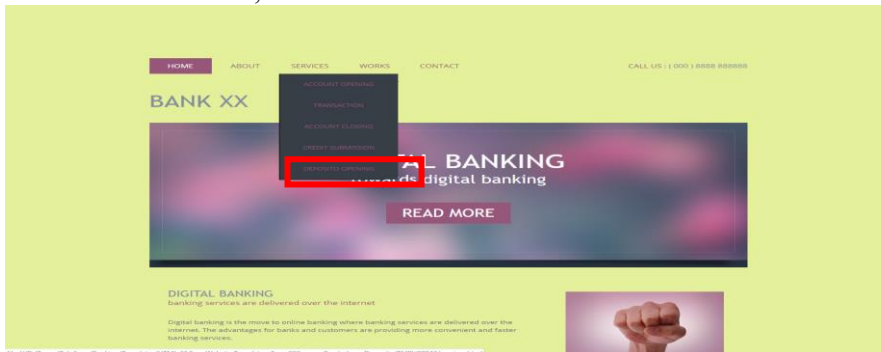 HOME ABOUT SERVICES WORKS CONTACT CALL US : ( 000 ) 8888 888888
ACCOUNT OPENING
BANK XX
TRANSACTION
ACCOUNT CLOSING
CREDIT SUBMISSION
DEPOSITO OPENING
AL BANKING
towards digital banking
READ MORE
DIGITAL BANKING
banking services are delivered over the internet
Digital banking is the move to online banking where banking services are delivered over the
internet. The advantages for banks and customers are providing more convenient and faster
banking services.